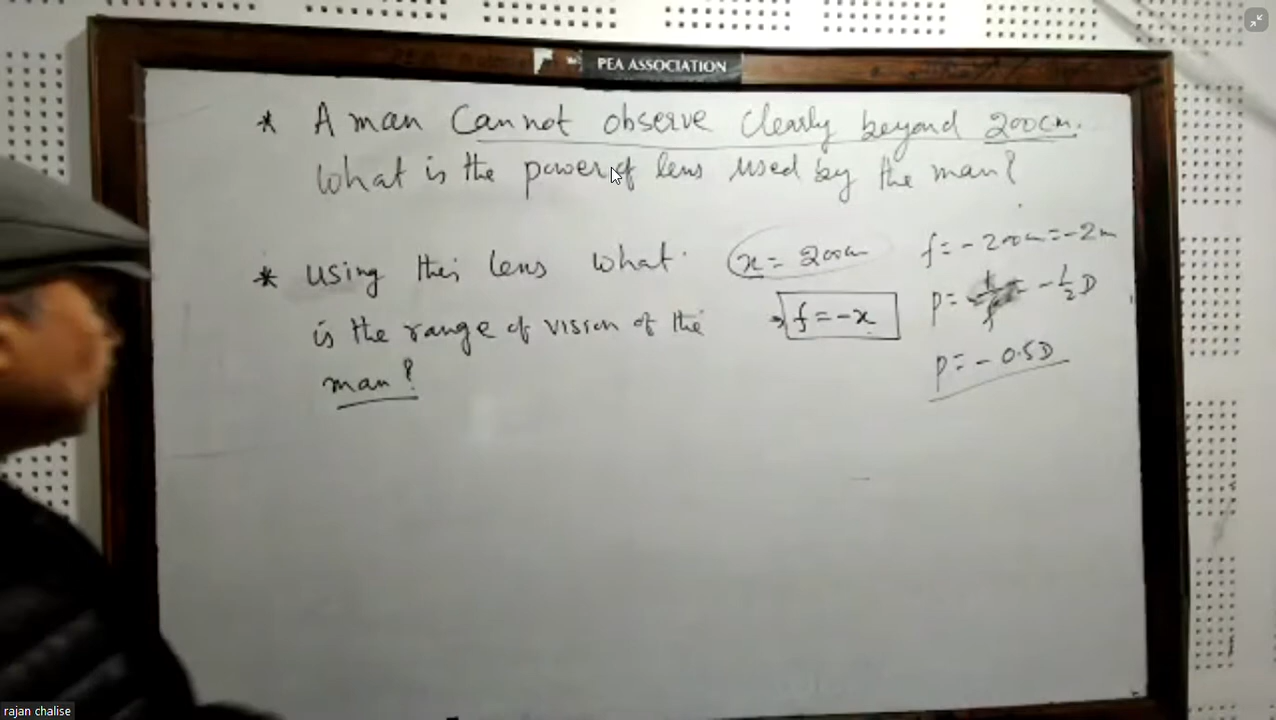 PEA ASSOCIATION
* A man Cannot observe Clearly beyond 200cm.
What is the power of lens used by the man?
* Using this lens what
is the range of vision of the
man?
x = 200cm
⇒ f = -x
f = -200cm = -2m
P = - 1/2 D
P = - 0.5D
rajan chalise